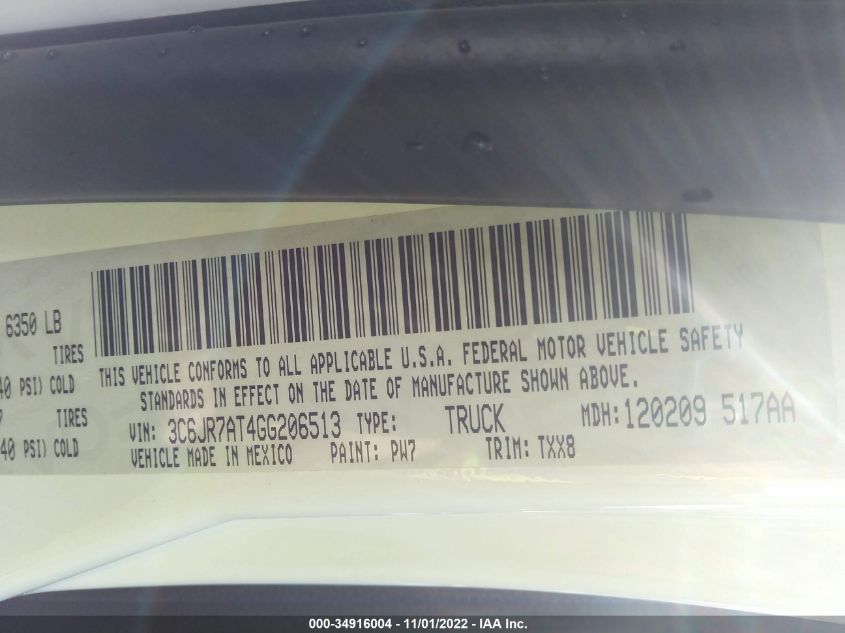 6350 LB
TIRES
40 PSI) COLD
TIRES
40 PSI) COLD
THIS VEHICLE CONFORMS TO ALL APPLICABLE U.S.A. FEDERAL MOTOR VEHICLE SAFETY
STANDARDS IN EFFECT ON THE DATE OF MANUFACTURE SHOWN ABOVE.
VIN: 3C6JR7AT4GG206513 TYPE: TRUCK MDH: 120209 517AA
VEHICLE MADE IN MEXICO PAINT: PW7 TRIM: TXX8
000-34916004 - 11/01/2022 - IAA Inc.